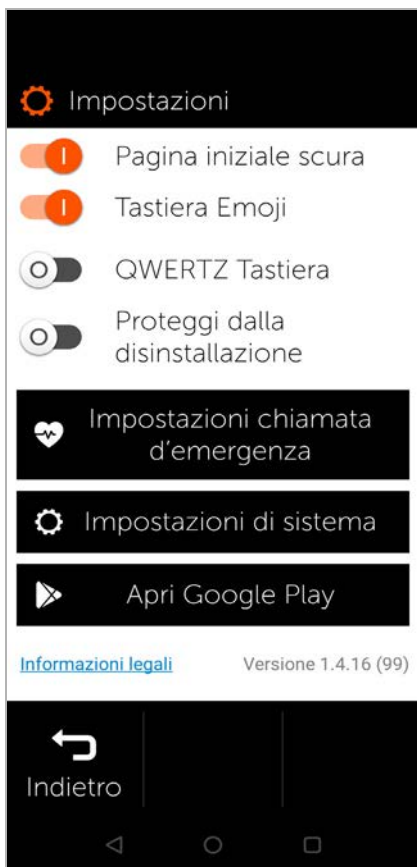 Impostazioni
Pagina iniziale scura
Tastiera Emoji
QWERTZ Tastiera
Proteggi dalla
disinstallazione
Impostazioni chiamata
d'emergenza
Impostazioni di sistema
Apri Google Play
Informazioni legali Versione 1.4.16 (99)
Indietro